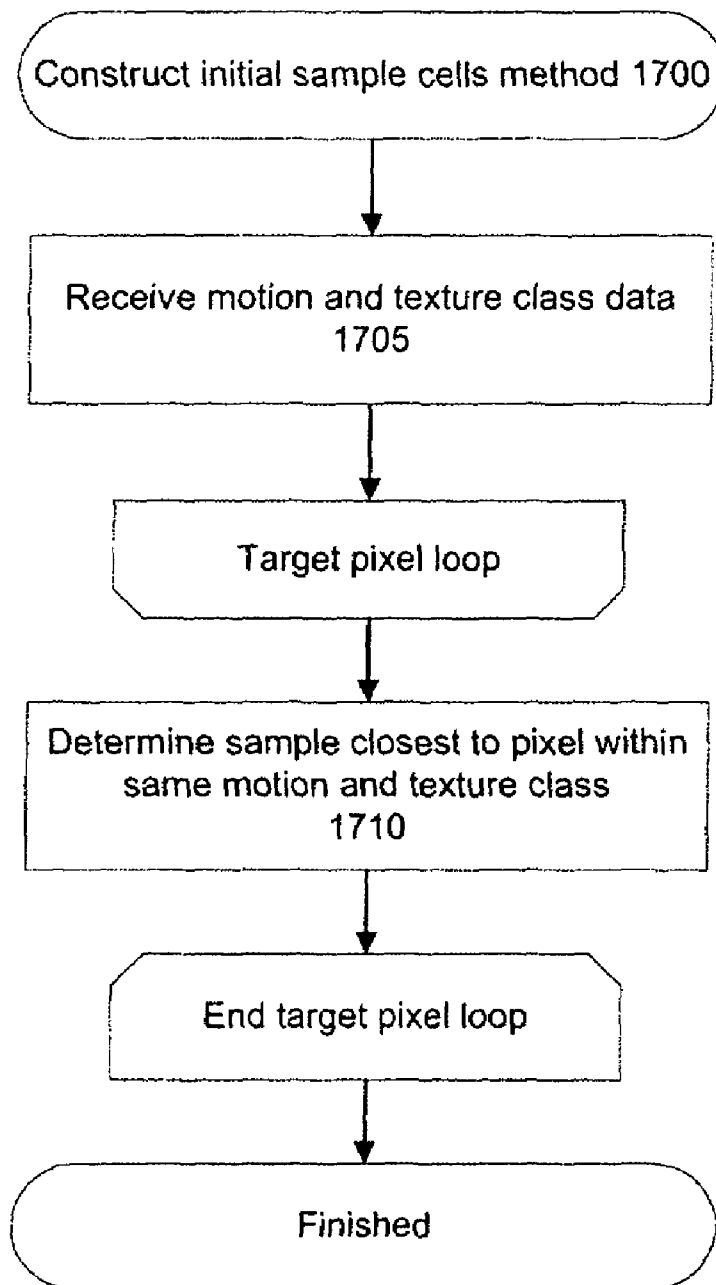 Construct initial sample cells method 1700
Receive motion and texture class data
1705
Target pixel loop
Determine sample closest to pixel within
same motion and texture class
1710
End target pixel loop
Finished